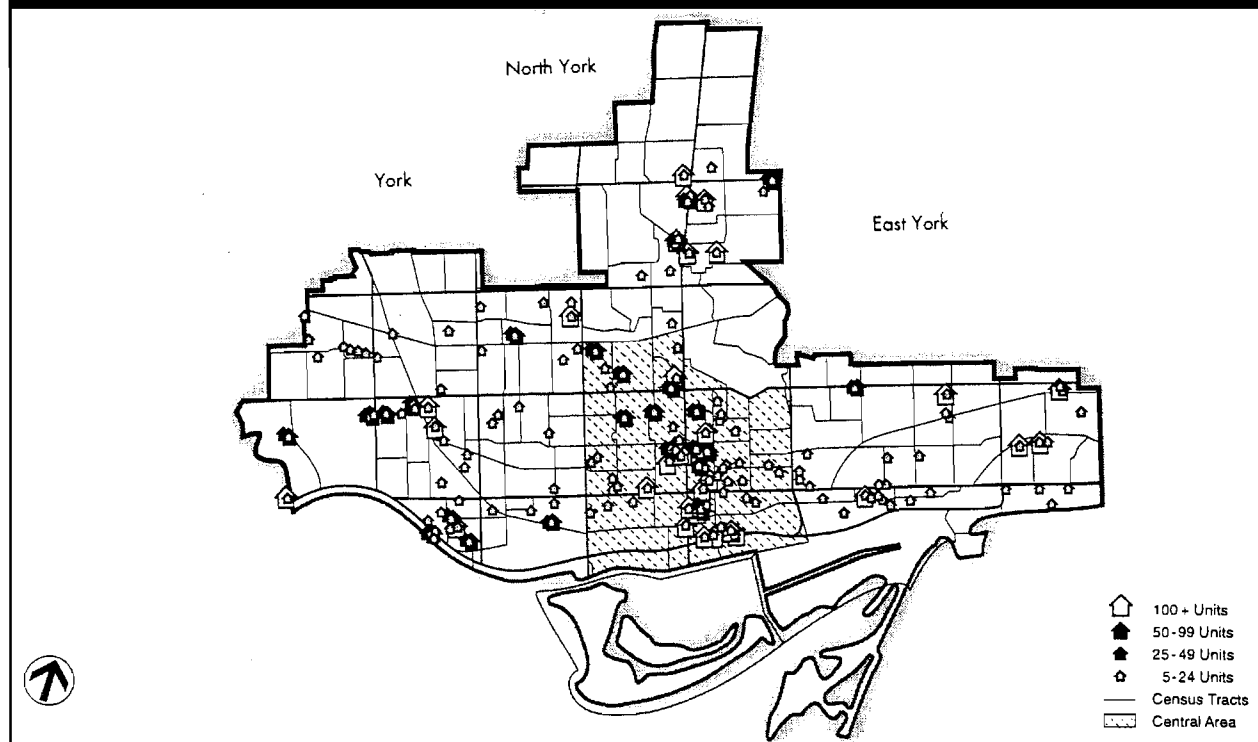 North York
York
East York
100+ Units
50-99 Units
25-49 Units
5-24 Units
Census Tracts
Central Area